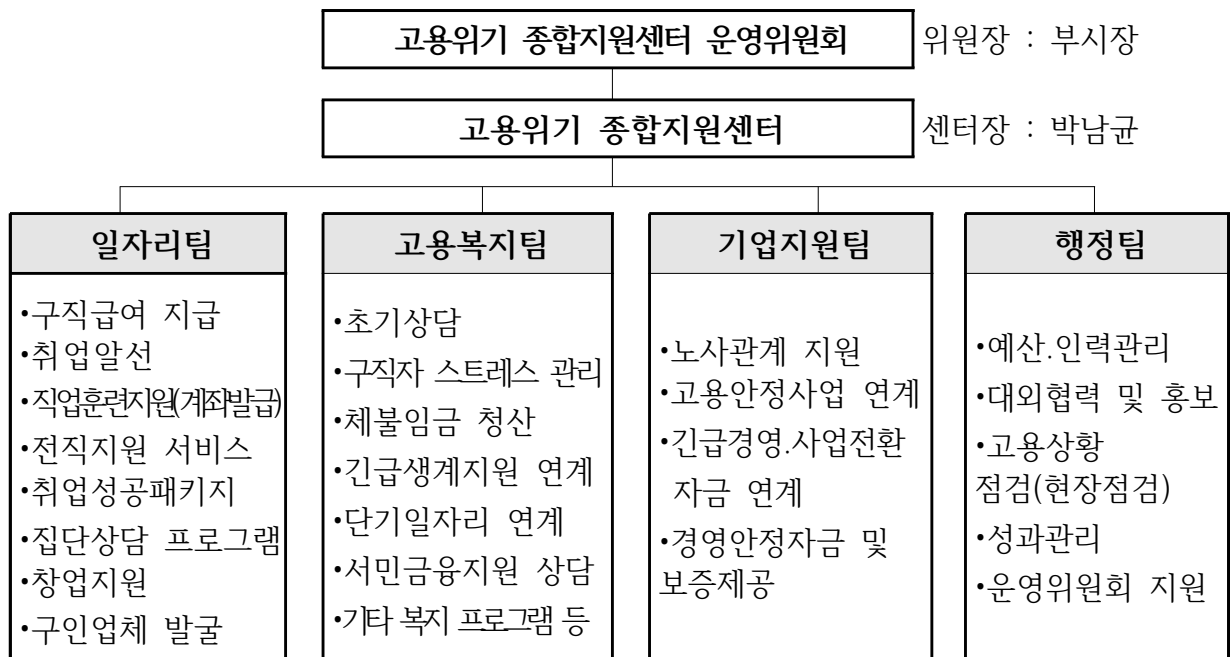 고용위기 종합지원센터 운영위원회
위원장 : 부시장
고용위기 종합지원센터
센터장 : 박남균
일자리팀
•구직급여 지급
•취업알선
•직업훈련지원(계좌발급)
•전직지원 서비스
•취업성공패키지
•집단상담 프로그램
•창업지원
•구인업체 발굴
고용복지팀
•초기상담
•구직자 스트레스 관리
•체불임금 청산
•긴급생계지원 연계
•단기일자리 연계
•서민금융지원 상담
•기타 복지 프로그램 등
기업지원팀
•노사관계 지원
•고용안정사업 연계
•긴급경영.사업전환
자금 연계
•경영안정자금 및
보증제공
행정팀
•예산.인력관리
•대외협력 및 홍보
•고용상황
점검(현장점검)
•성과관리
•운영위원회 지원